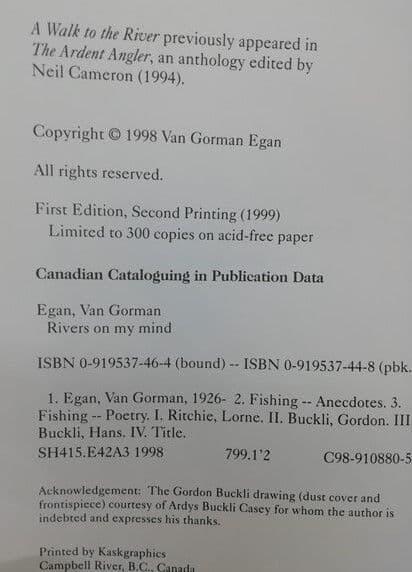 A Walk to the River previously appeared in
The Ardent Angler, an anthology edited by
Neil Cameron (1994).
Copyright © 1998 Van Gorman Egan
All rights reserved.
First Edition, Second Printing (1999)
Limited to 300 copies on acid-free paper
Canadian Cataloguing in Publication Data
Egan, Van Gorman
Rivers on my mind
ISBN 0-919537-46-4 (bound) -- ISBN 0-919537-44-8 (pbk.
1. Egan, Van Gorman, 1926- 2. Fishing -- Anecdotes. 3.
Fishing -- Poetry. I. Ritchie, Lorne. II. Buckli, Gordon. III
Buckli, Hans. IV. Title.
SH415.E42A3 1998 799.1'2 C98-910880-5
Acknowledgement: The Gordon Buckli drawing (dust cover and
frontispiece) courtesy of Ardys Buckli Casey for whom the author is
indebted and expresses his thanks.
Printed by Kaskgraphics
Campbell River, B.C., Canada